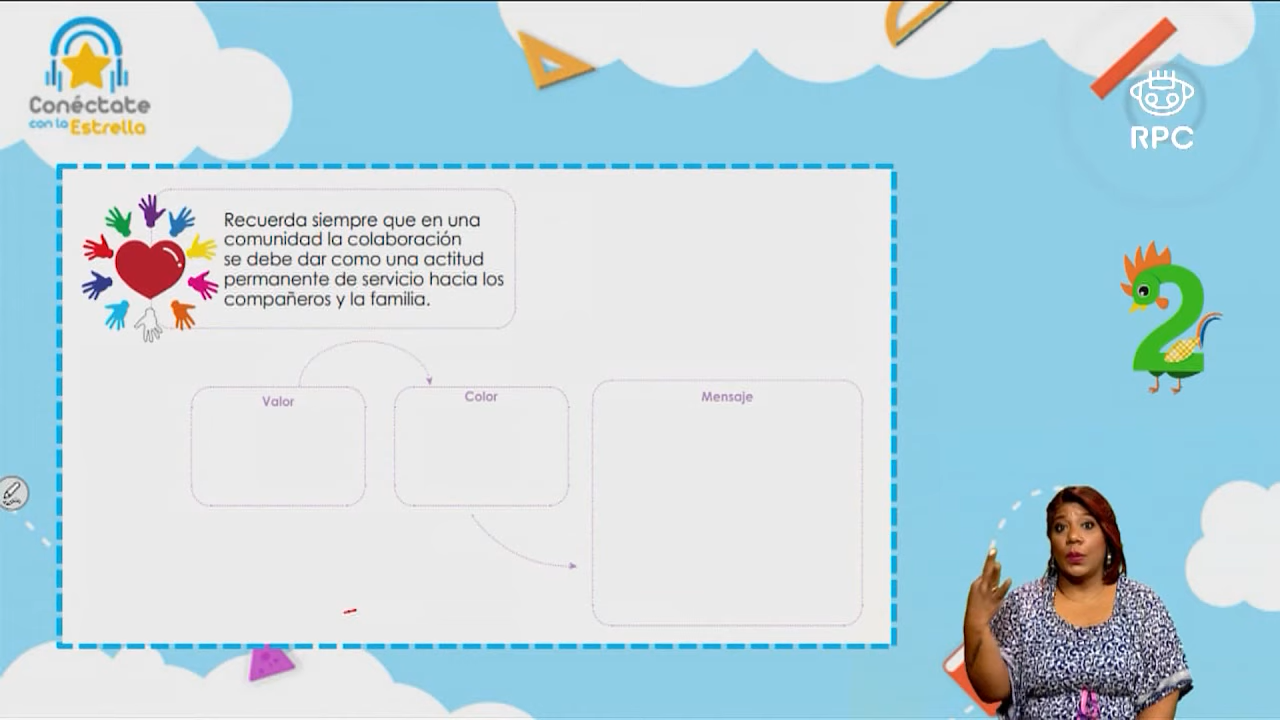 Conéctate
con la Estrella
RPC
Recuerda siempre que en una
comunidad la colaboración
se debe dar como una actitud
permanente de servicio hacia los
compañeros y la familia.
2
Valor
Color
Mensaje